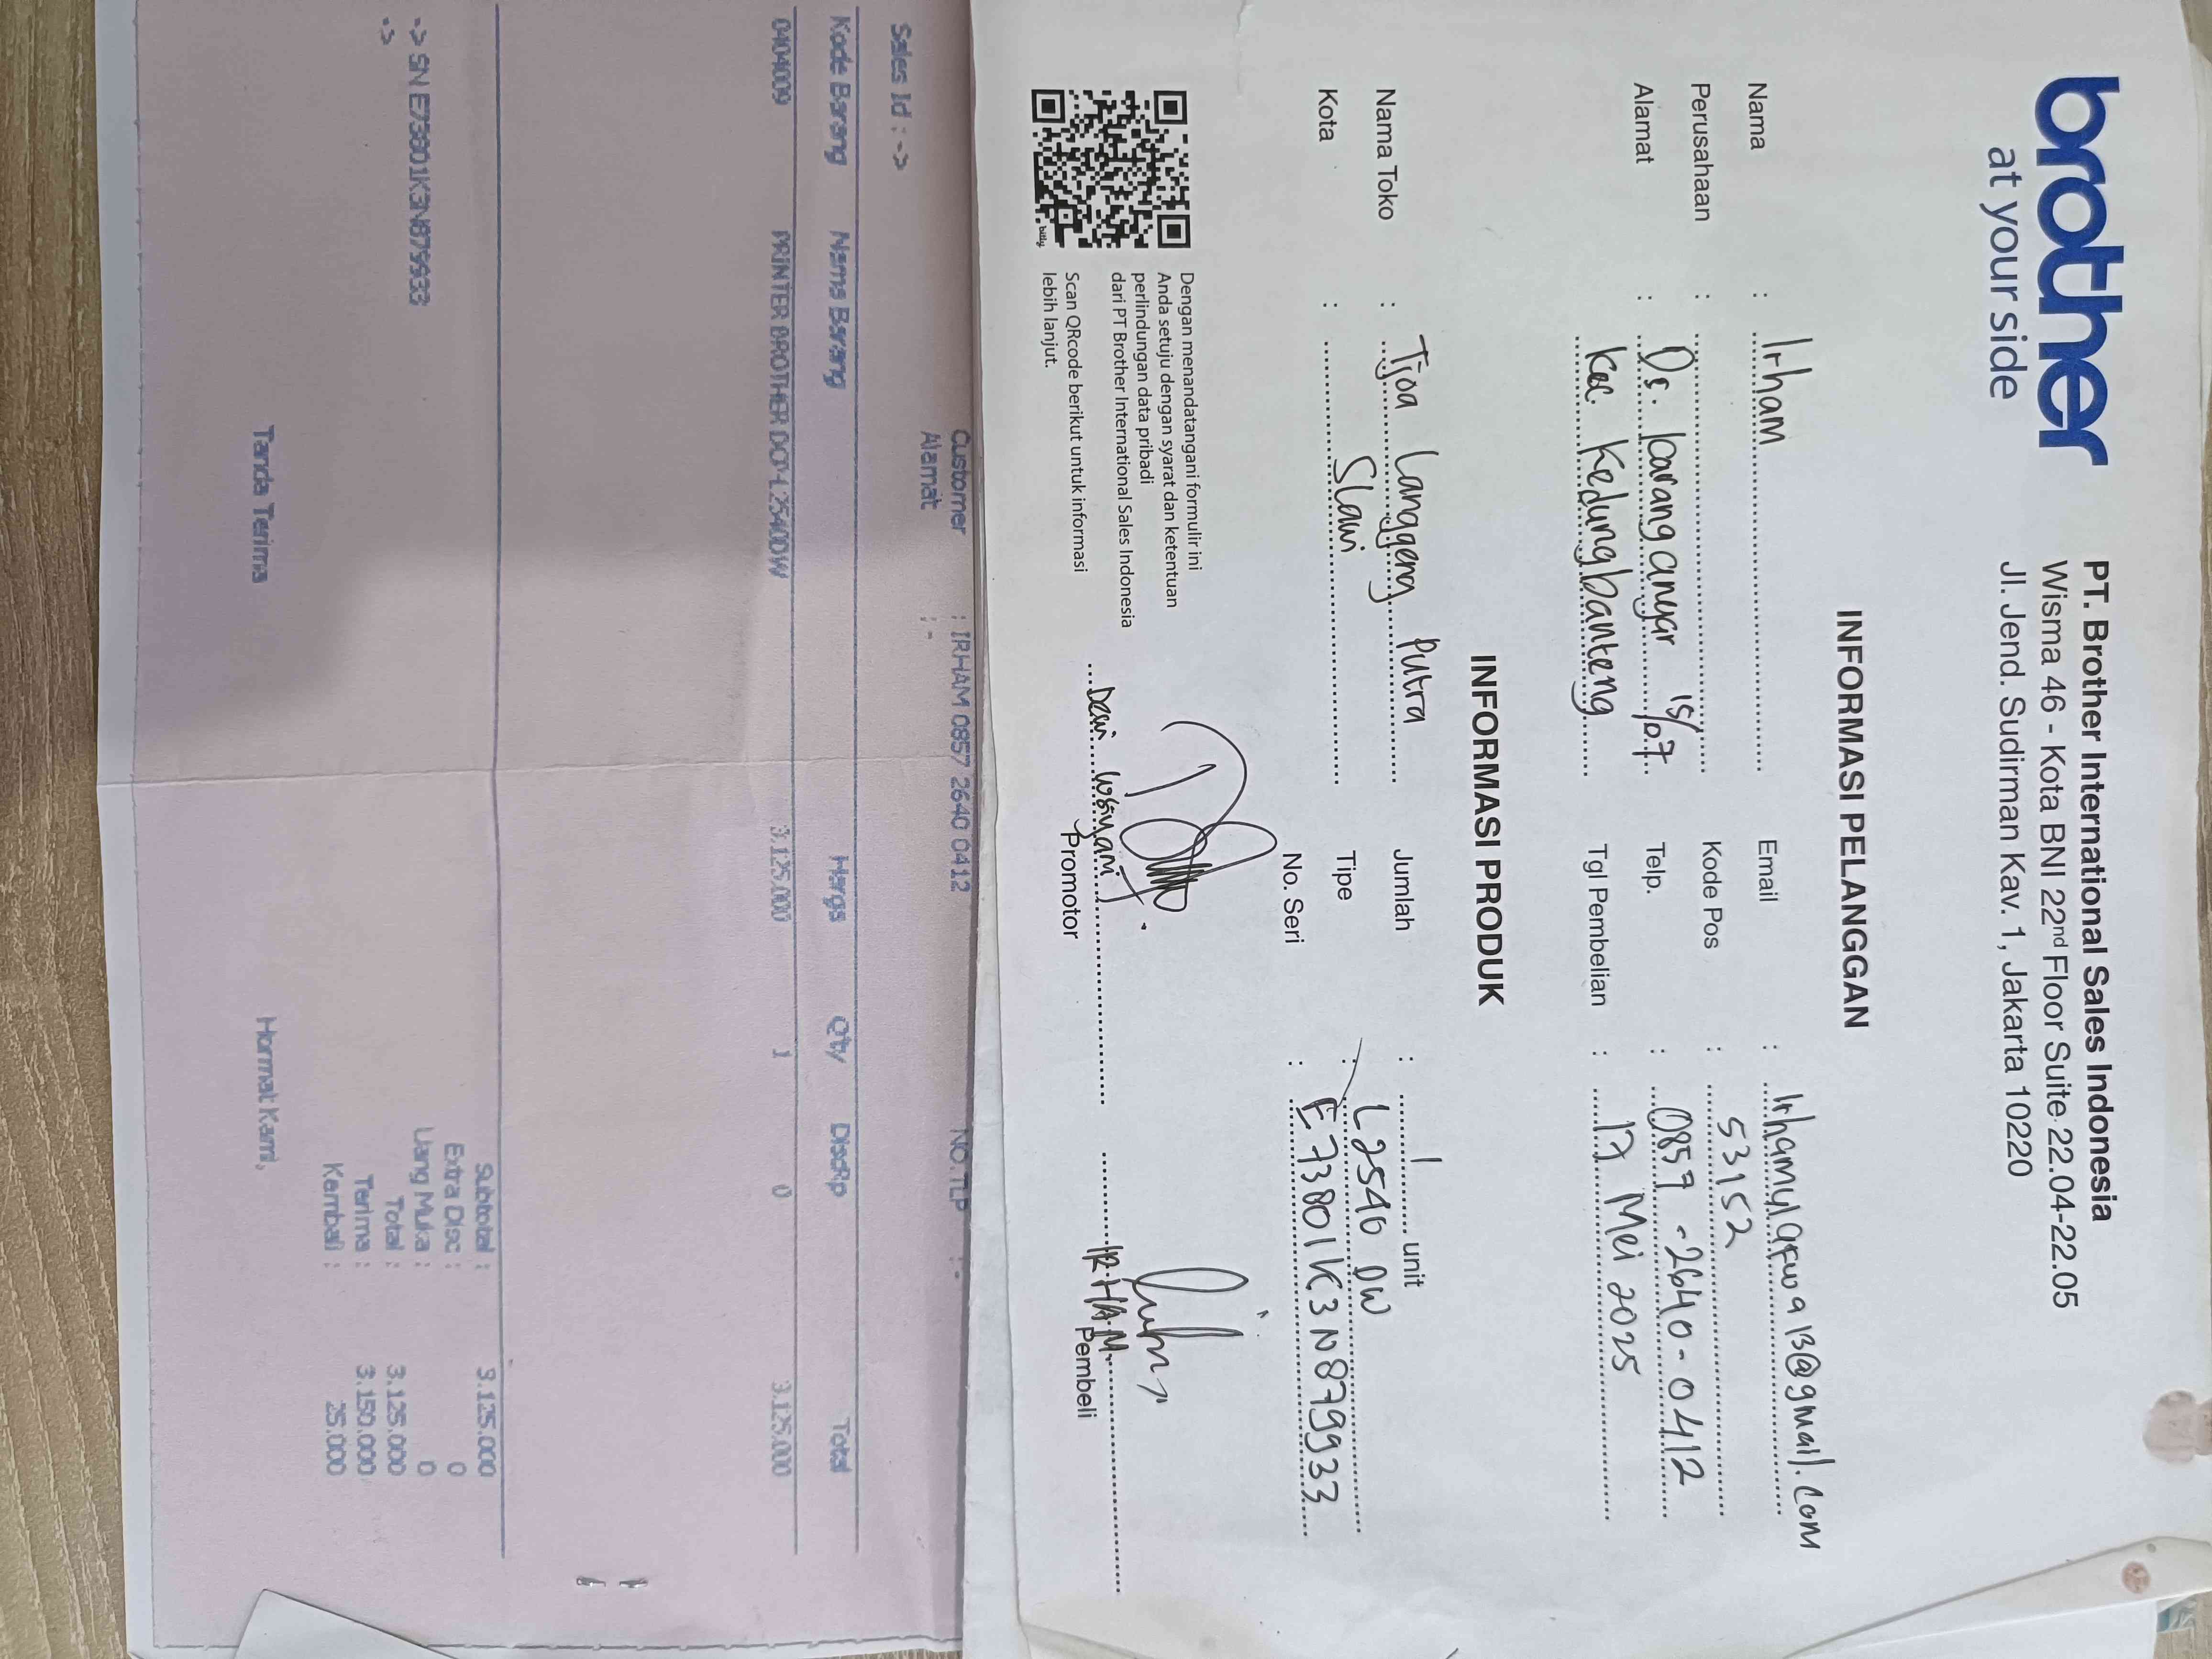 brother
at your side
PT. Brother International Sales Indonesia
Wisma 46 - Kota BNI 22nd Floor Suite 22.04-22.05
Jl. Jend. Sudirman Kav. 1, Jakarta 10220
INFORMASI PELANGGAN
Nama : Irham
Perusahaan :
Alamat : Ds. karanganyar 15/07
Kec Kedungbanteng
Email : Irhamulafwa13@gmail.com
Kode Pos : 53152
Telp. : 0857-2640-0412
Tgl Pembelian : 17 Mei 2025
INFORMASI PRODUK
Nama Toko : Tjoa Langgeng Putra
Kota : Slawi
Jumlah : 1 unit
Tipe : L2540 DW
No. Seri : E73801K3N879933
Dengan menandatangani formulir ini
Anda setuju dengan syarat dan ketentuan
perlindungan data pribadi
dari PT Brother International Sales Indonesia
Scan QRcode berikut untuk informasi
lebih lanjut.
bitly
Dewi
Promotor
IRHAM
Pembeli
Customer : IRHAM 0857 2640 0412 NO.TLP : -
Alamat : -
Sales Id : ->
Kode Barang Nama Barang Harga Qty DiscRp Total
0404009 PRINTER BROTHER DCP-L2540DW 3.125.000 1 0 3.125.000
Subtotal : 3.125.000
Extra Disc : 0
Uang Muka : 0
Total : 3.125.000
Terima : 3.150.000
Kembali : 25.000
-> SN E73801K3N879933
->
Tanda Terima Hormat Kami,